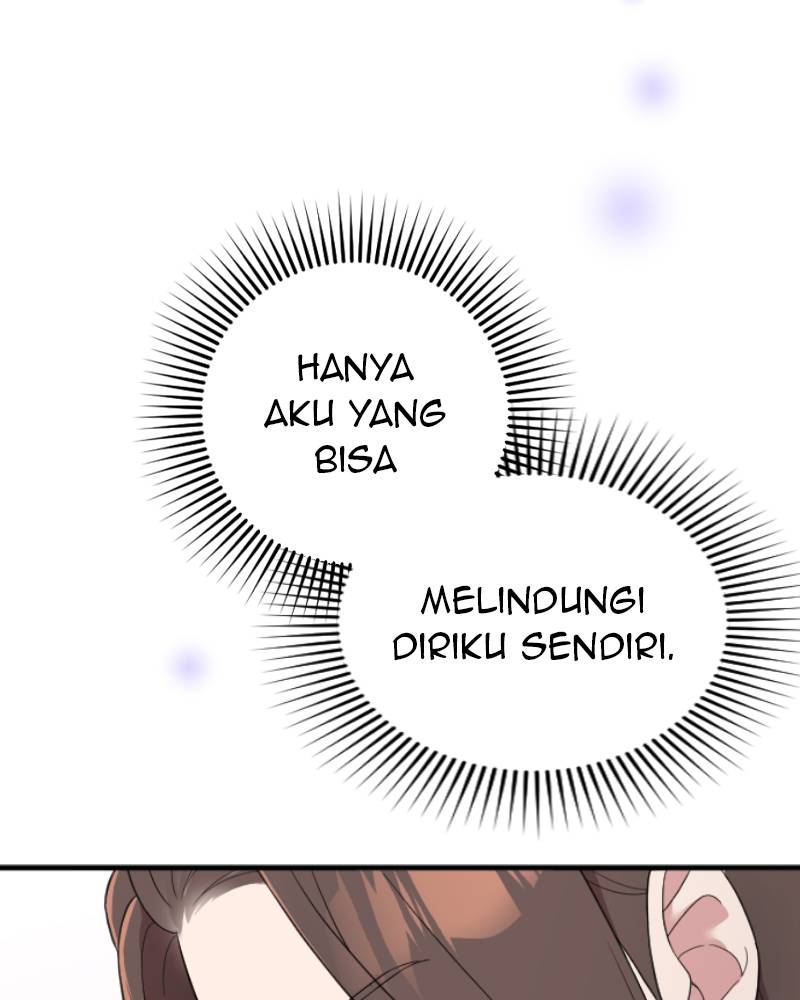 HANYA
AKU YANG
BISA
MELINDUNGI
DIRIKU SENDIRI.